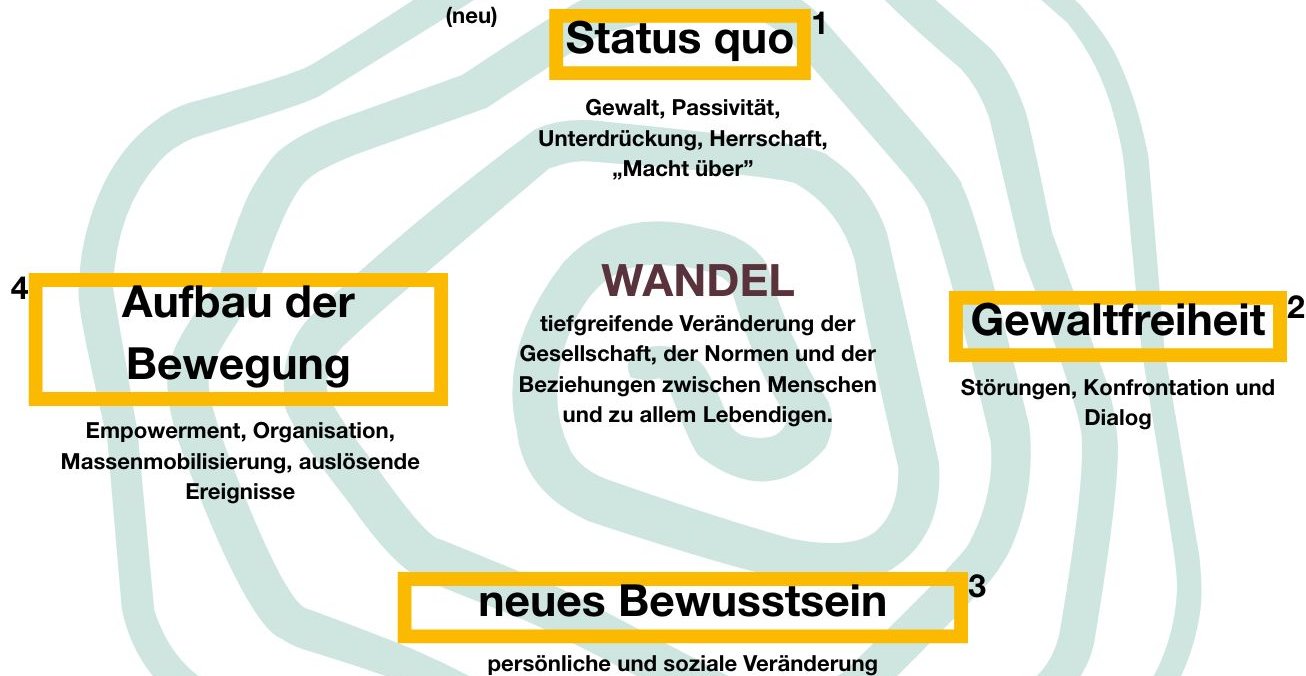 (neu)
Status quo
1
Gewalt, Passivität,
Unterdrückung, Herrschaft,
„Macht über”
WANDEL
tiefgreifende Veränderung der
Gesellschaft, der Normen und der
Beziehungen zwischen Menschen
und zu allem Lebendigen.
Gewaltfreiheit
2
Störungen, Konfrontation und
Dialog
neues Bewusstsein
3
persönliche und soziale Veränderung
4
Aufbau der
Bewegung
Empowerment, Organisation,
Massenmobilisierung, auslösende
Ereignisse